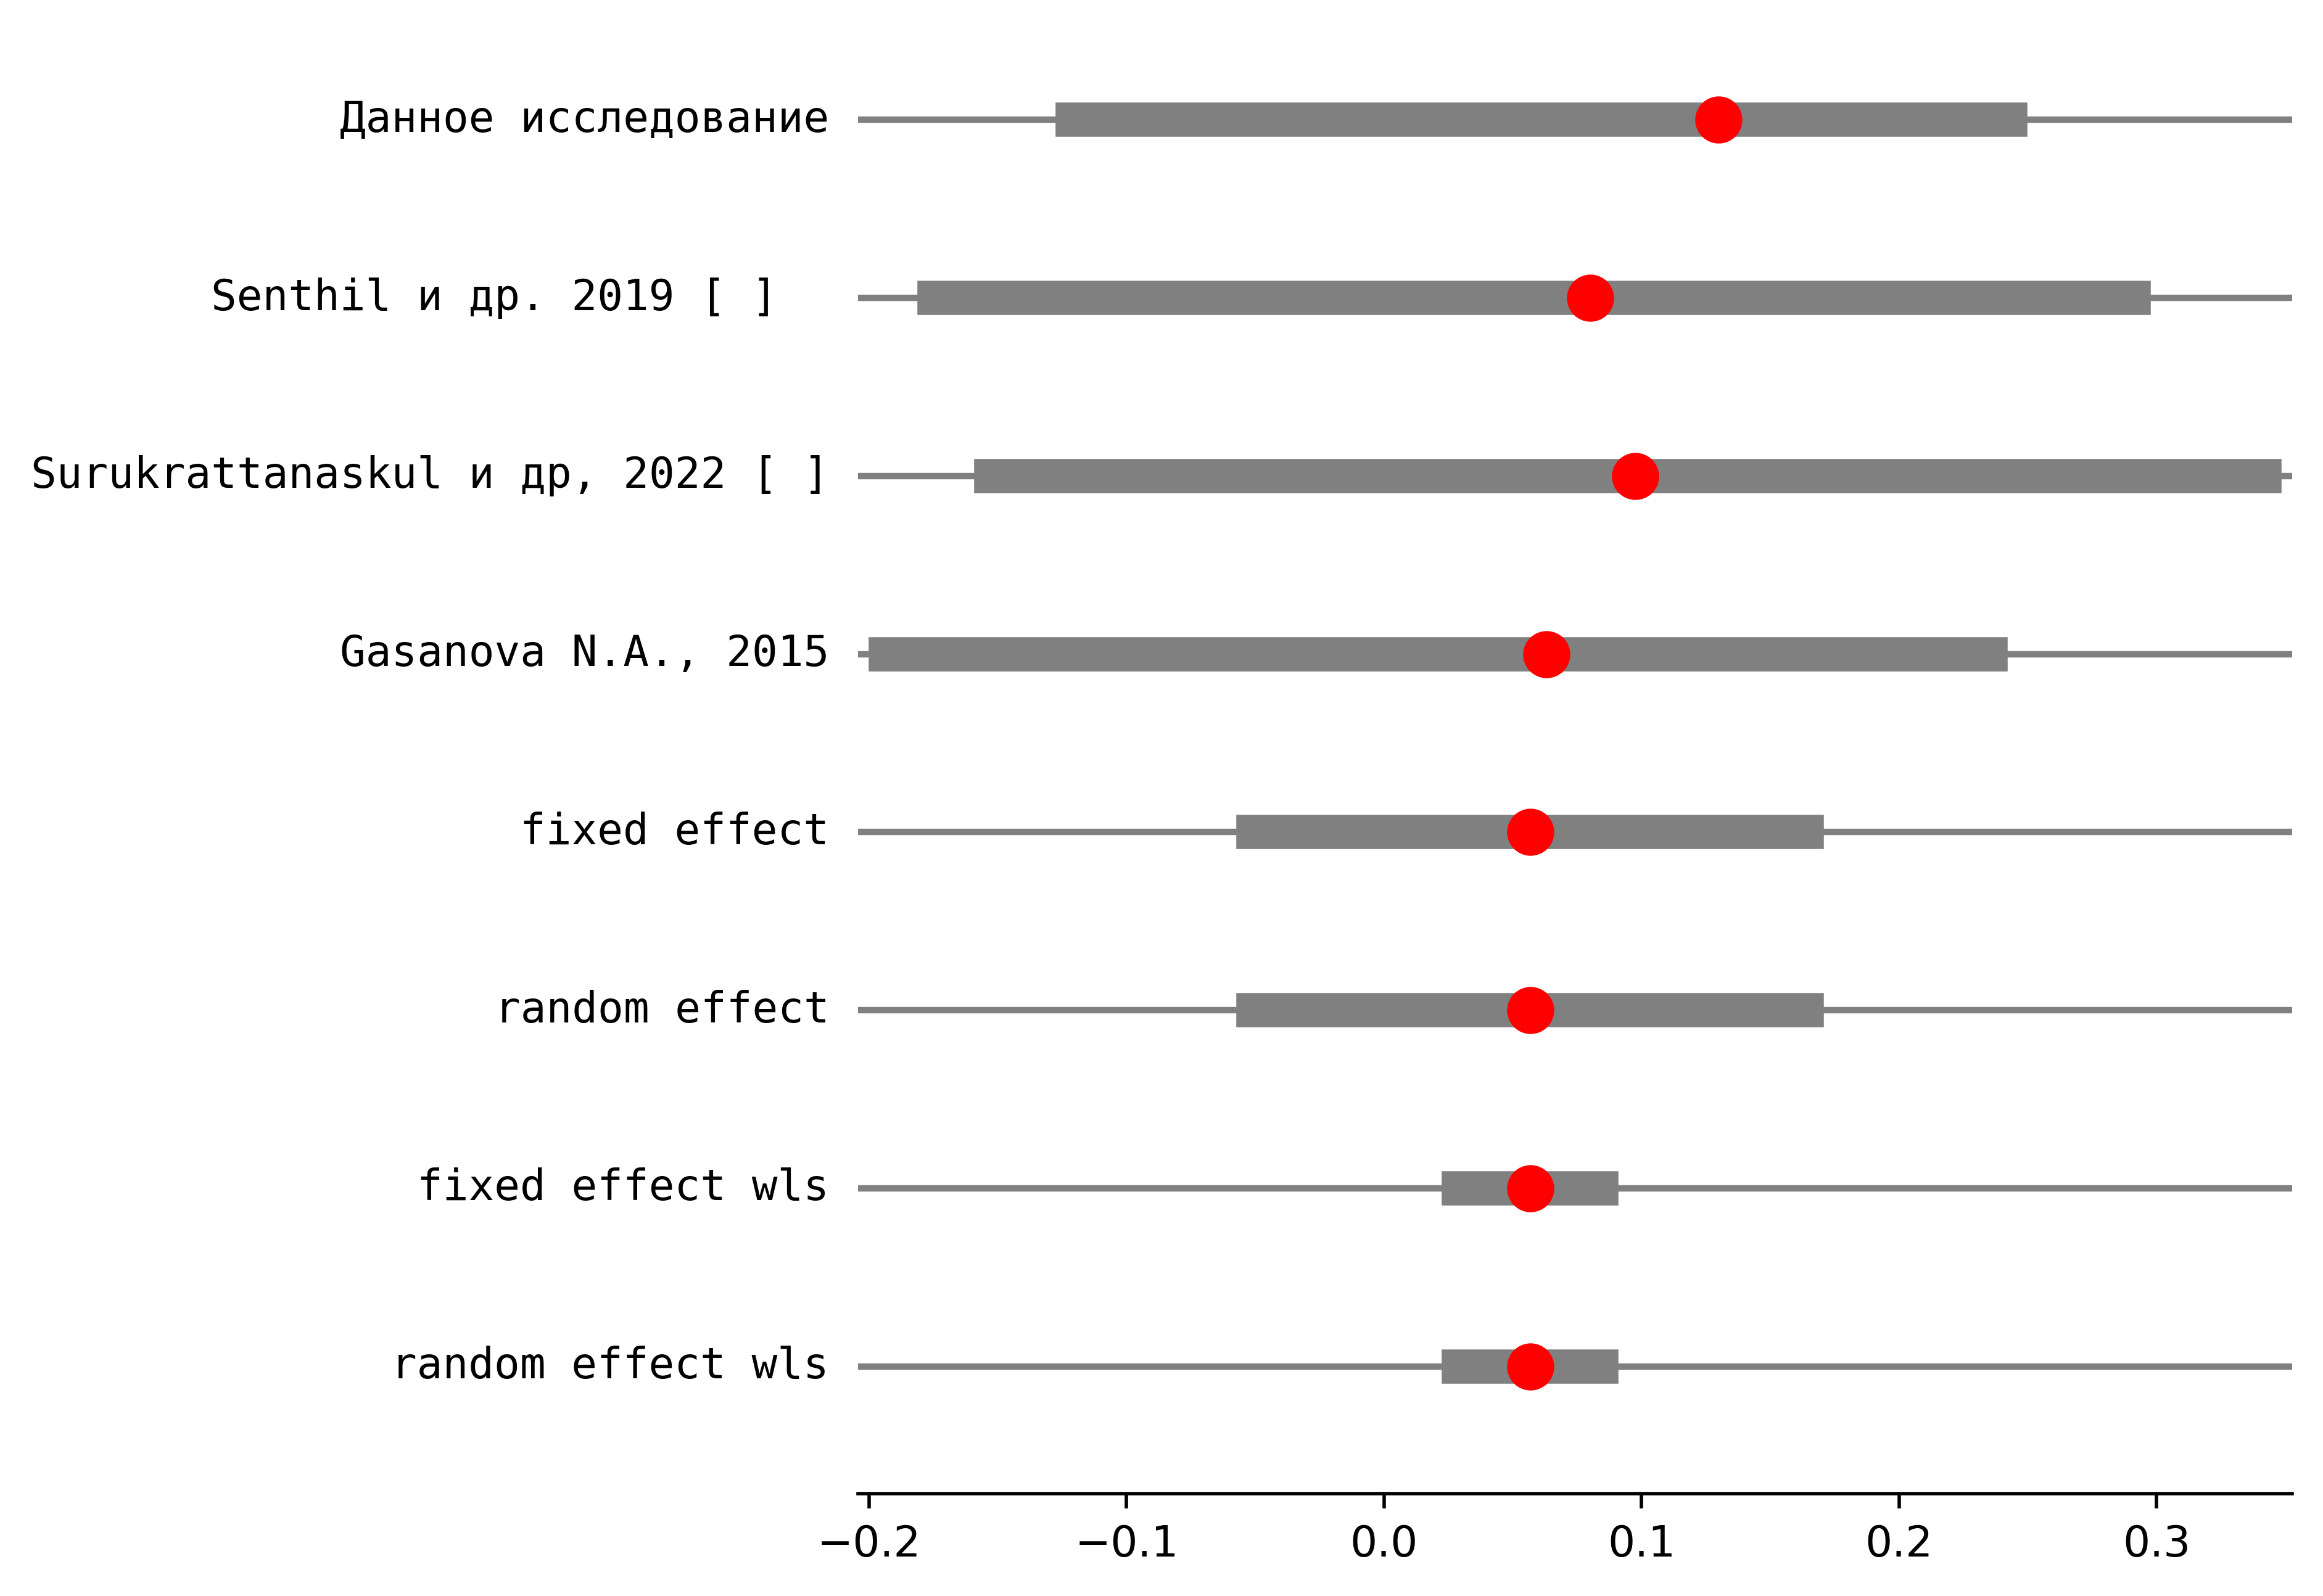 Данное исследование
Senthil и др. 2019 [ ]
Surukrattanaskul и др, 2022 [ ]
Gasanova N.A., 2015
fixed effect
random effect
fixed effect wls
random effect wls
−0.2 −0.1 0.0 0.1 0.2 0.3